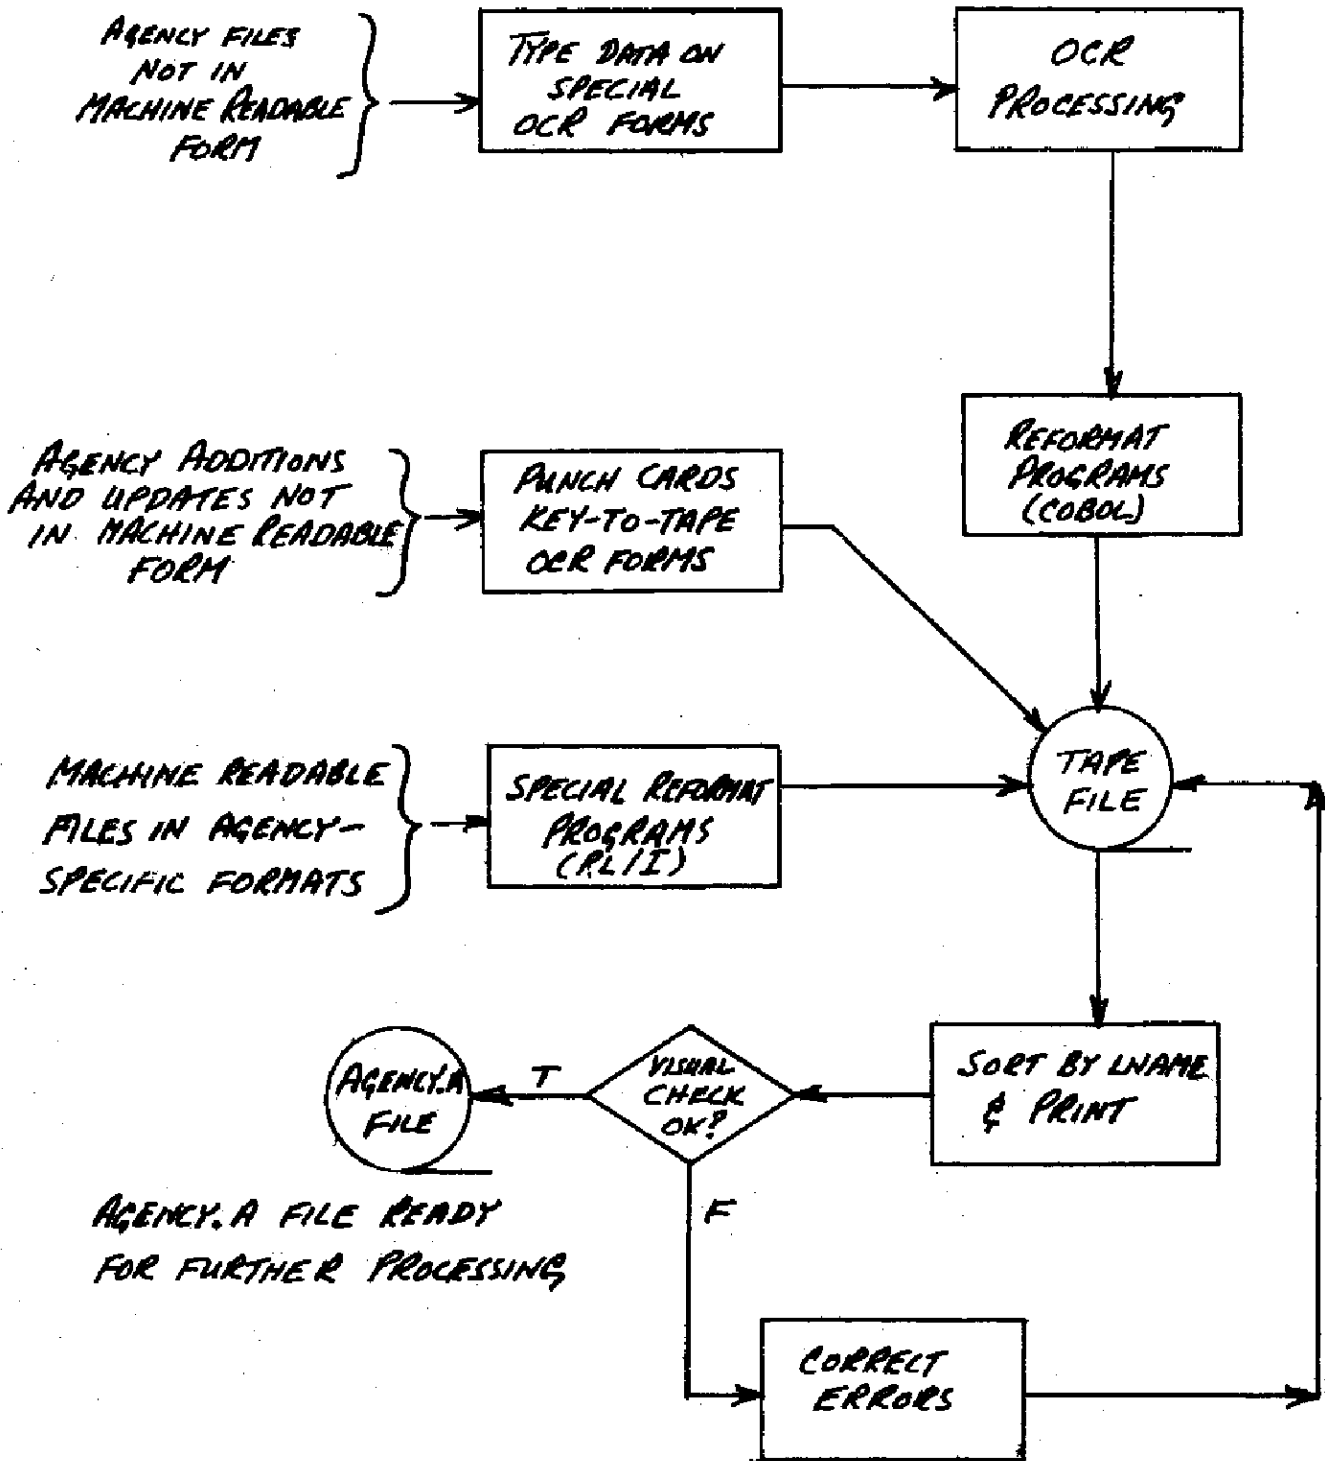 AGENCY FILES
NOT IN
MACHINE READABLE
FORM
TYPE DATA ON
SPECIAL
OCR FORMS
OCR
PROCESSING
AGENCY ADDITIONS
AND UPDATES NOT
IN MACHINE READABLE
FORM
PUNCH CARDS
KEY-TO-TAPE
OCR FORMS
REFORMAT
PROGRAMS
(COBOL)
MACHINE READABLE
FILES IN AGENCY-
SPECIFIC FORMATS
SPECIAL REFORMAT
PROGRAMS
(PL/I)
TAPE
FILE
SORT BY LNAME
& PRINT
VISUAL
CHECK
OK?
T
F
AGENCY.A
FILE
AGENCY.A FILE READY
FOR FURTHER PROCESSING
CORRECT
ERRORS